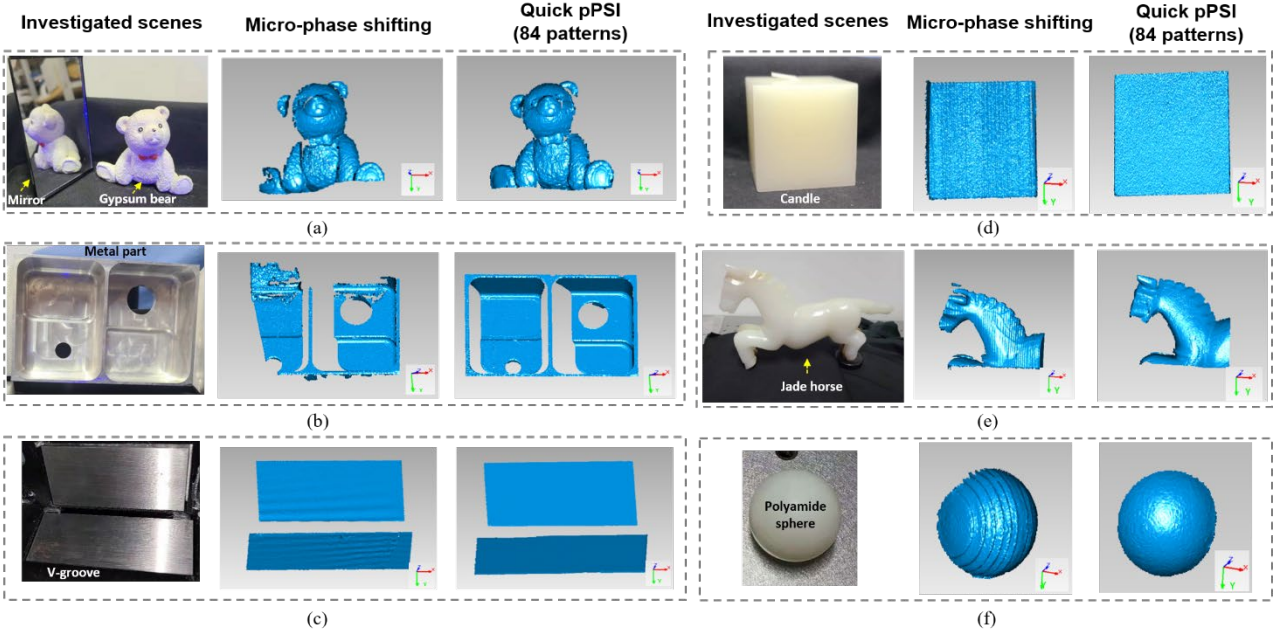 Investigated scenes
Micro-phase shifting
Quick pPSI
(84 patterns)
Investigated scenes
Micro-phase shifting
Quick pPSI
(84 patterns)
Mirror
Gypsum bear
(a)
Candle
(d)
Metal part
(b)
Jade horse
(e)
V-groove
(c)
Polyamide
sphere
(f)